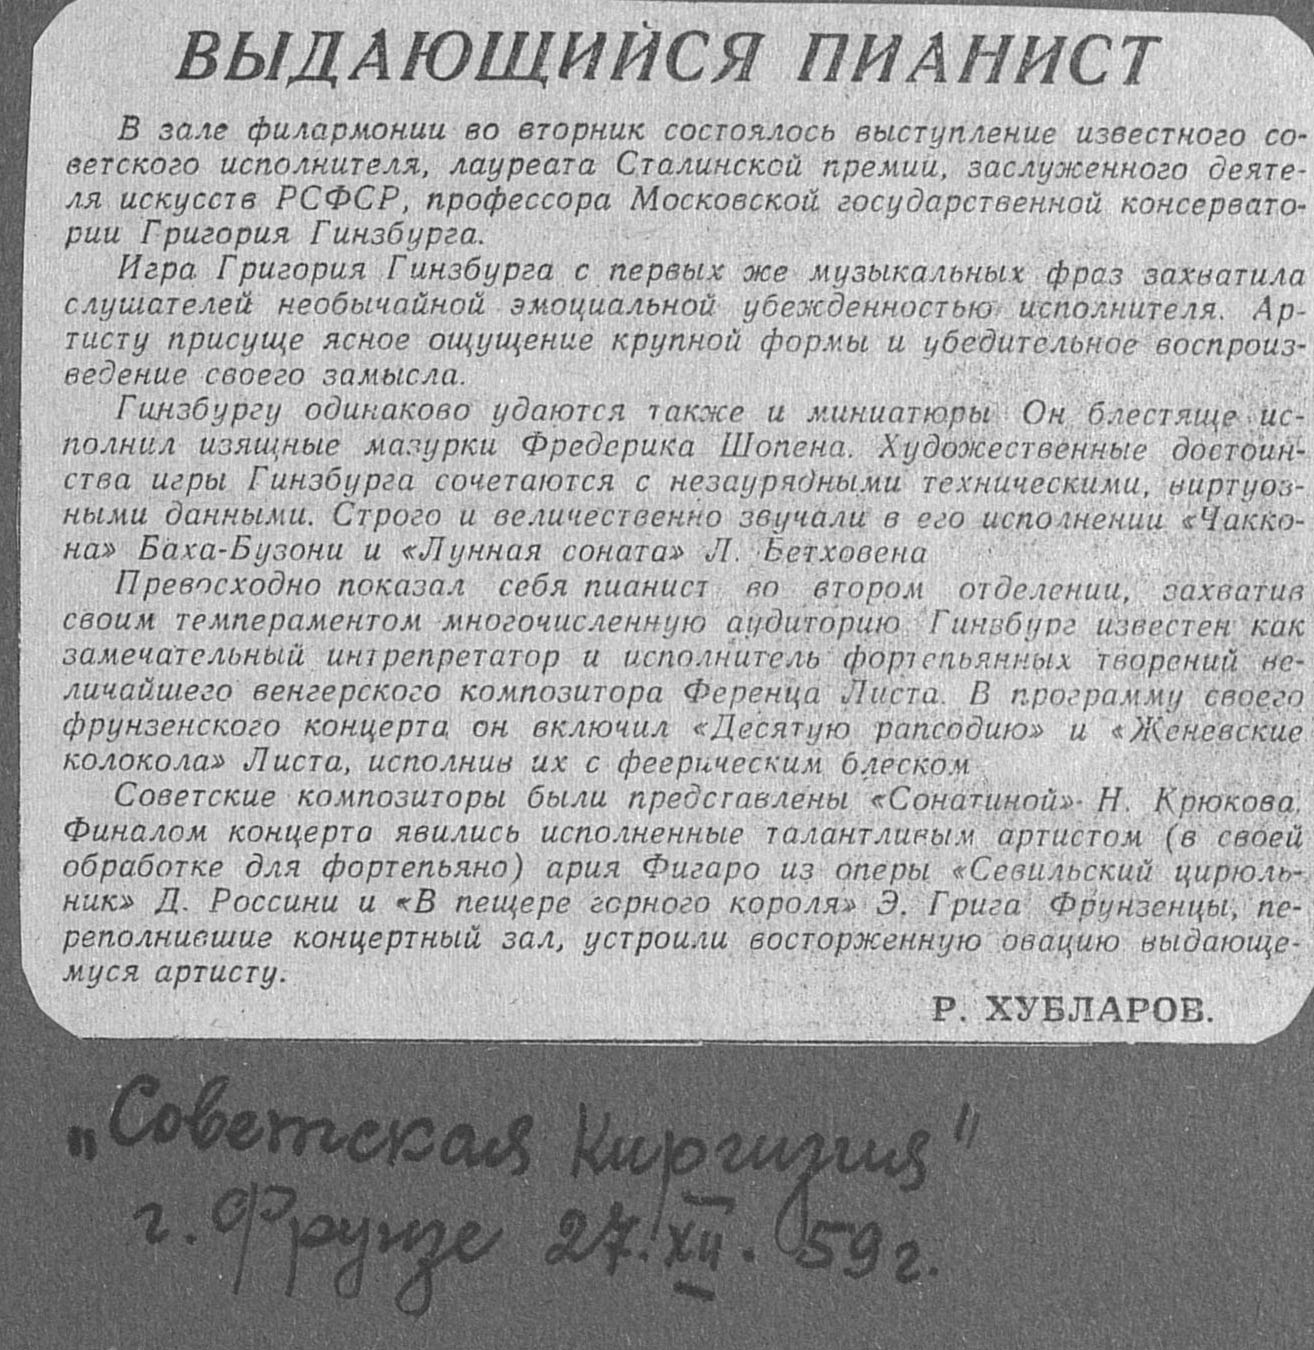 ВЫДАЮЩИЙСЯ ПИАНИСТ
В зале филармонии во вторник состоялось выступление известного со-
ветского исполнителя, лауреата Сталинской премии, заслуженного деяте-
ля искусств РСФСР, профессора Московской государственной консервато-
рии Григория Гинзбурга.
Игра Григория Гинзбурга с первых же музыкальных фраз захватила
слушателей необычайной эмоциальной убежденностью исполнителя. Ар-
тисту присуще ясное ощущение крупной формы и убедительное воспроиз-
ведение своего замысла.
Гинзбургу одинаково удаются также и миниатюры Он блестяще ис-
полнил изящные мазурки Фредерика Шопена. Художественные достоин-
ства игры Гинзбурга сочетаются с незаурядными техническими, виртуоз-
ными данными. Строго и величественно звучали в его исполнении «Чакко-
на» Баха-Бузони и «Лунная соната» Л. Бетховена
Превосходно показал себя пианист во втором отделении, захватив
своим темпераментом многочисленную аудиторию Гинзбург известен как
замечательный интрепретатор и исполнитель фортепьянных творений ве-
личайшего венгерского композитора Ференца Листа. В программу своего
фрунзенского концерта он включил «Десятую рапсодию» и «Женевские
колокола» Листа, исполнив их с феерическим блеском
Советские композиторы были представлены «Сонатиной» Н. Крюкова.
Финалом концерта явились исполненные талантливым артистом (в своей
обработке для фортепьяно) ария Фигаро из оперы «Севильский цирюль-
ник» Д. Россини и «В пещере горного короля» Э. Грига Фрунзенцы, пе-
реполнившие концертный зал, устроили восторженную овацию выдающе-
муся артисту.
Р. ХУБЛАРОВ.
„Советская Киргизия"
г. Фрунзе 27.XII.59г.